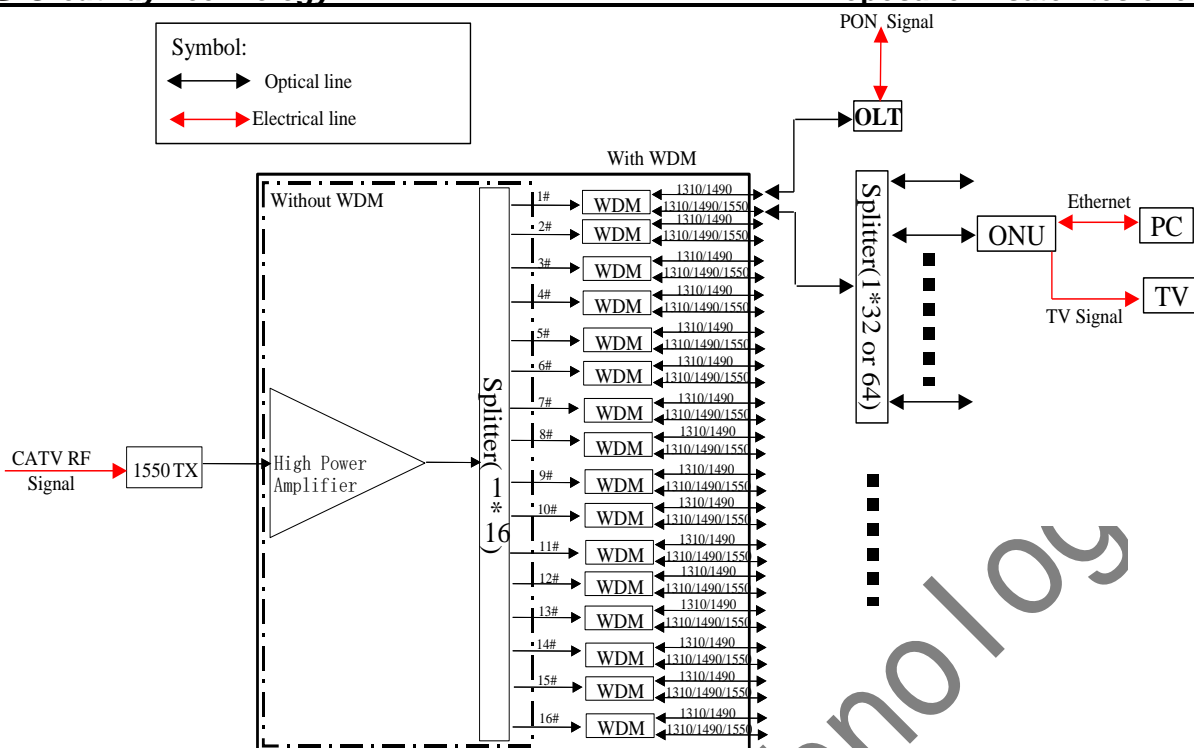 PON Signal
Symbol:
Optical line
Electrical line
OLT
With WDM
Without WDM
1# WDM 1310/1490
1310/1490/1550
2# WDM 1310/1490
1310/1490/1550
3# WDM 1310/1490
1310/1490/1550
4# WDM 1310/1490
1310/1490/1550
5# WDM 1310/1490
1310/1490/1550
6# WDM 1310/1490
1310/1490/1550
7# WDM 1310/1490
1310/1490/1550
8# WDM 1310/1490
1310/1490/1550
9# WDM 1310/1490
1310/1490/1550
10# WDM 1310/1490
1310/1490/1550
11# WDM 1310/1490
1310/1490/1550
12# WDM 1310/1490
1310/1490/1550
13# WDM 1310/1490
1310/1490/1550
14# WDM 1310/1490
1310/1490/1550
15# WDM 1310/1490
1310/1490/1550
16# WDM 1310/1490
1310/1490/1550
Splitter(1*32 or 64)
Ethernet
ONU
PC
TV
TV Signal
Splitter( 1*16)
CATV RF
Signal
1550 TX
High Power
Amplifier